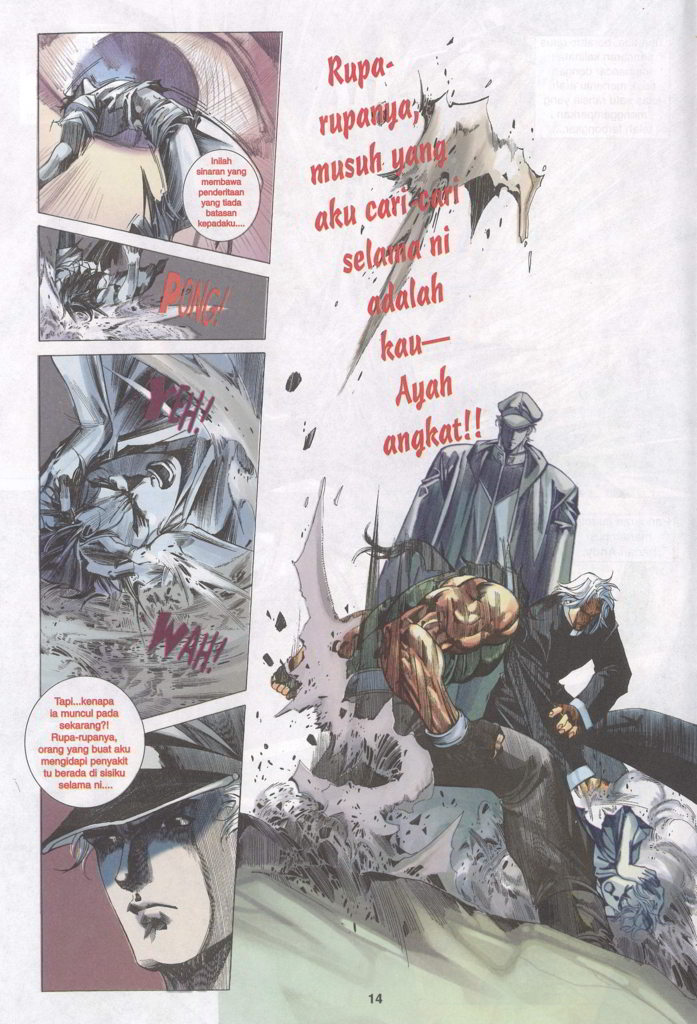 Inilah
sinaran yang
membawa
penderitaan
yang tiada
batasan
kepadaku....
PONG!
YEH!
WAH!
Tapi...kenapa
ia muncul pada
sekarang?!
Rupa-rupanya,
orang yang buat aku
mengidapi penyakit
tu berada di sisiku
selama ni....
Rupa-
rupanya,
musuh yang
aku cari-cari
selama ni
adalah
kau—
Ayah
angkat!!
14